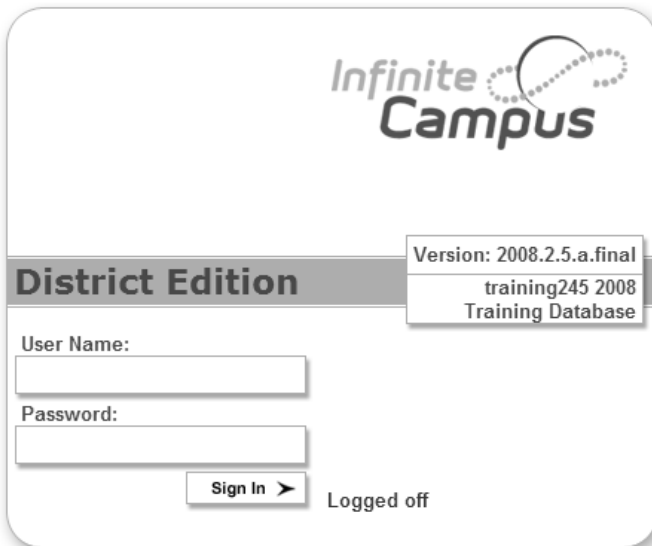 Infinite
Campus
Version: 2008.2.5.a.final
District Edition
training245 2008
Training Database
User Name:
Password:
Sign In
Logged off